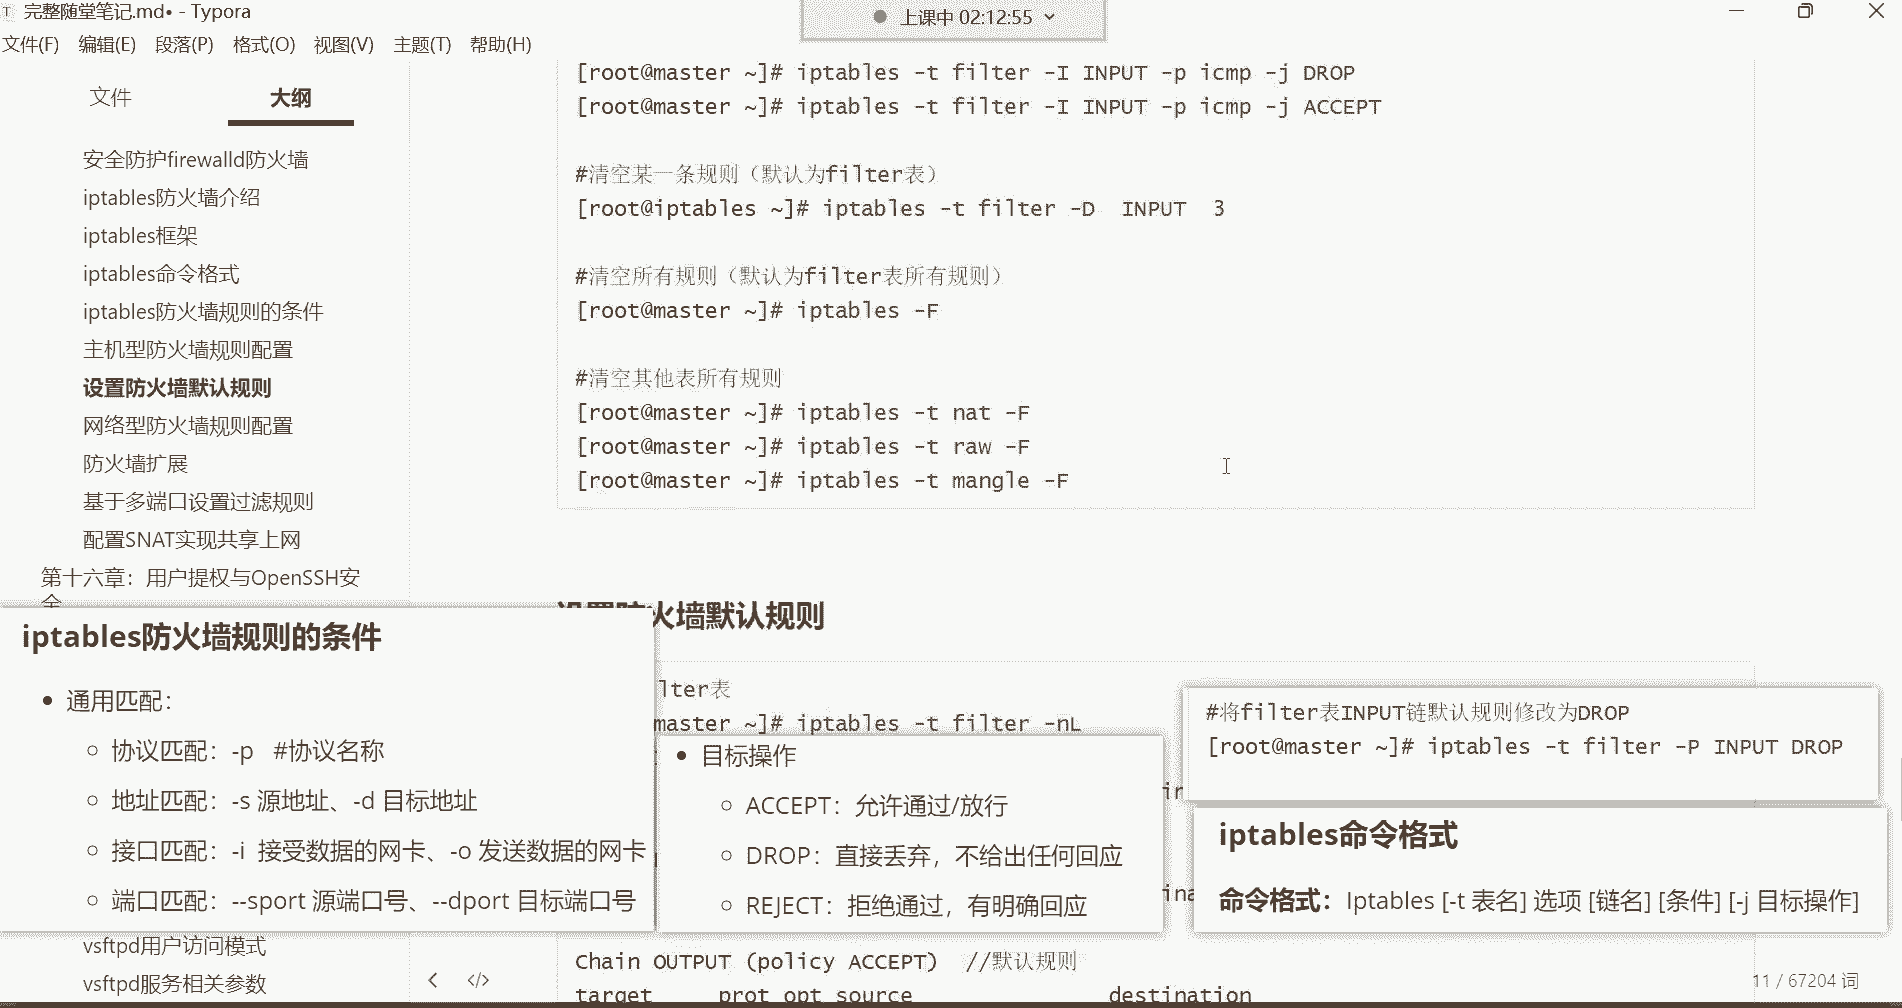 完整随堂笔记.md• - Typora
上课中 02:12:55
文件(F) 编辑(E) 段落(P) 格式(O) 视图(V) 主题(T) 帮助(H)
文件 大纲
安全防护firewalld防火墙
iptables防火墙介绍
iptables框架
iptables命令格式
iptables防火墙规则的条件
主机型防火墙规则配置
设置防火墙默认规则
网络型防火墙规则配置
防火墙扩展
基于多端口设置过滤规则
配置SNAT实现共享上网
第十六章：用户提权与OpenSSH安
全
[root@master ~]# iptables -t filter -I INPUT -p icmp -j DROP
[root@master ~]# iptables -t filter -I INPUT -p icmp -j ACCEPT
#清空某一条规则（默认为filter表）
[root@iptables ~]# iptables -t filter -D  INPUT  3
#清空所有规则（默认为filter表所有规则）
[root@master ~]# iptables -F
#清空其他表所有规则
[root@master ~]# iptables -t nat -F
[root@master ~]# iptables -t raw -F
[root@master ~]# iptables -t mangle -F
设置防火墙默认规则
lter表
master ~]# iptables -t filter -nL
iptables防火墙规则的条件
通用匹配：
协议匹配：-p   #协议名称
地址匹配：-s 源地址、-d 目标地址
接口匹配：-i  接受数据的网卡、-o 发送数据的网卡
端口匹配：--sport 源端口号、--dport 目标端口号
目标操作
ACCEPT：允许通过/放行
DROP：直接丢弃，不给出任何回应
REJECT：拒绝通过，有明确回应
#将filter表INPUT链默认规则修改为DROP
[root@master ~]# iptables -t filter -P INPUT DROP
iptables命令格式
命令格式：Iptables [-t 表名] 选项 [链名] [条件] [-j 目标操作]
vsftpd用户访问模式
vsftpd服务相关参数
Chain OUTPUT (policy ACCEPT)  //默认规则
target     prot opt source               destination
11 / 67204 词